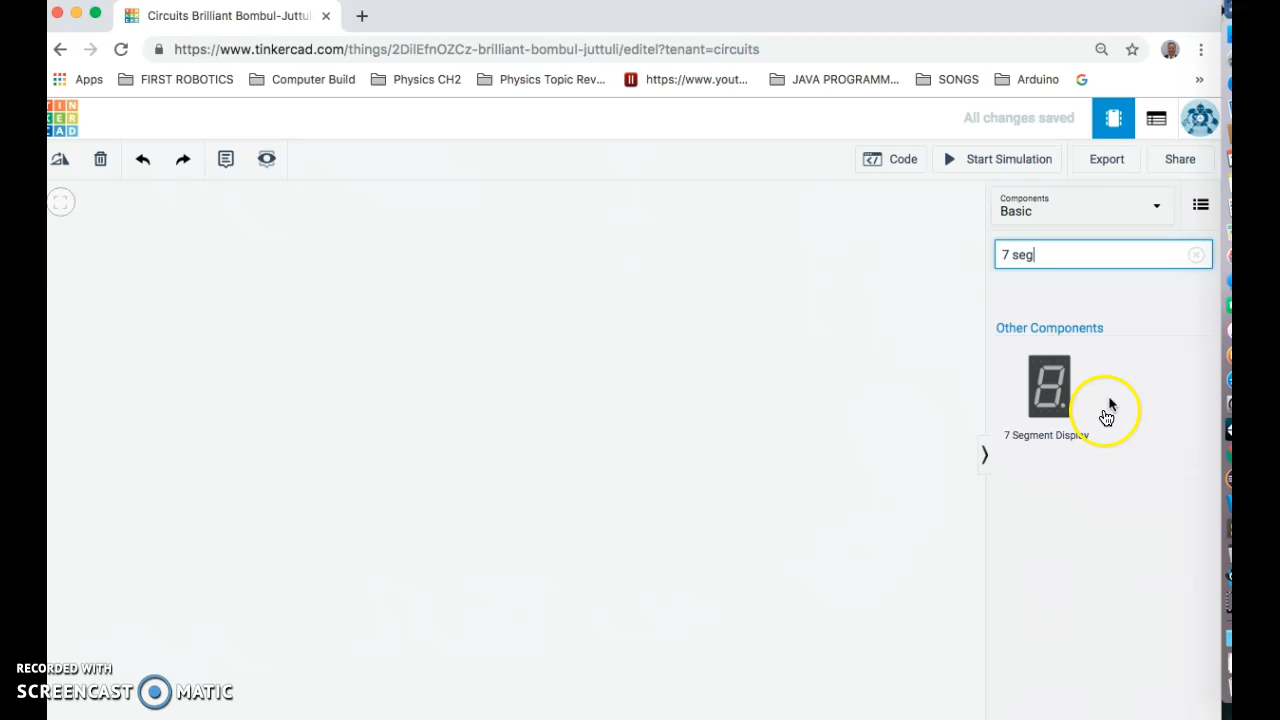 Circuits Brilliant Bombul-Juttul
https://www.tinkercad.com/things/2DilEfnOZCz-brilliant-bombul-juttuli/editel?tenant=circuits
Apps FIRST ROBOTICS Computer Build Physics CH2 Physics Topic Rev... https://www.yout... JAVA PROGRAMM... SONGS Arduino »
TIN
KER
CAD
All changes saved
Code Start Simulation Export Share
Components
Basic
7 seg
Other Components
7 Segment Display
RECORDED WITH
SCREENCAST MATIC